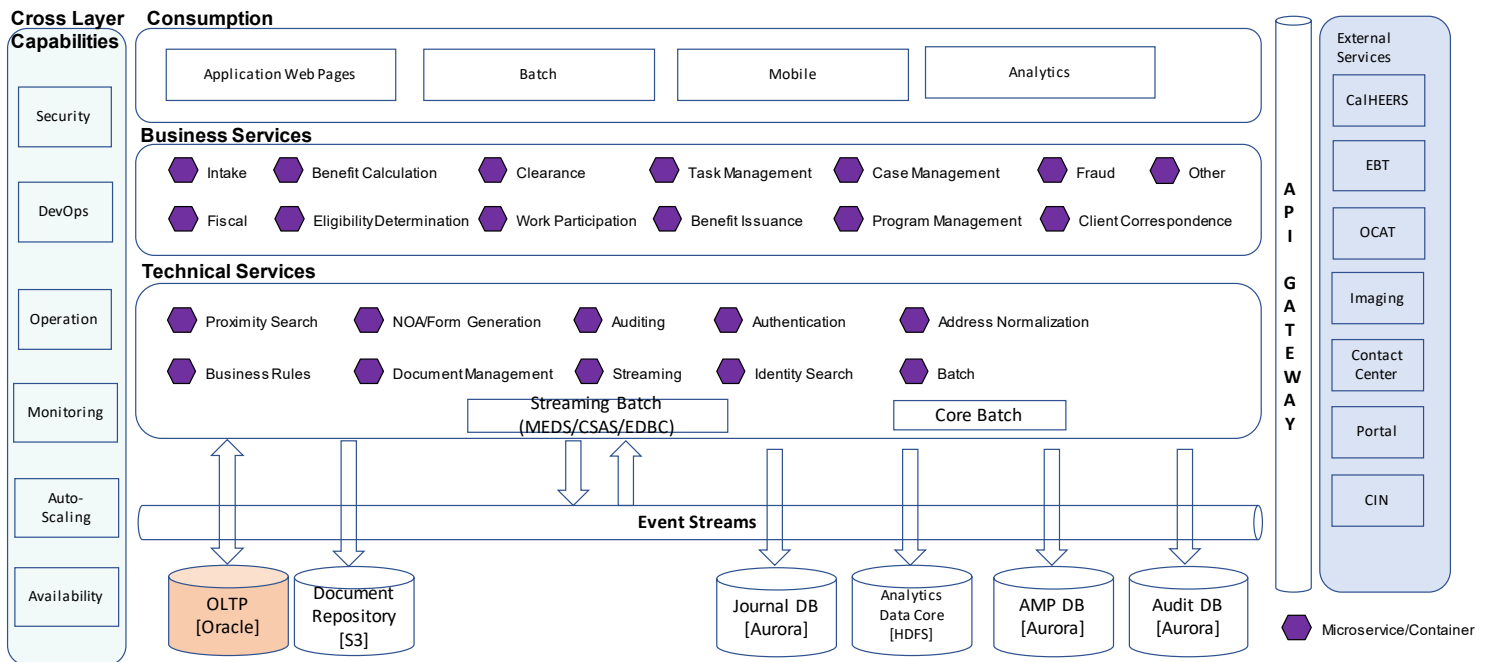 Cross Layer
Capabilities
Security
DevOps
Operation
Monitoring
Auto-
Scaling
Availability
Consumption
Application Web Pages
Batch
Mobile
Analytics
Business Services
Intake
Benefit Calculation
Clearance
Task Management
Case Management
Fraud
Other
Fiscal
Eligibility Determination
Work Participation
Benefit Issuance
Program Management
Client Correspondence
Technical Services
Proximity Search
NOA/Form Generation
Auditing
Authentication
Address Normalization
Business Rules
Document Management
Streaming
Identity Search
Batch
Streaming Batch
(MEDS/CSAS/EDBC)
Core Batch
Event Streams
OLTP
[Oracle]
Document
Repository
[S3]
Journal DB
[Aurora]
Analytics
Data Core
[HDFS]
AMP DB
[Aurora]
Audit DB
[Aurora]
API GATEWAY
External
Services
CalHEERS
EBT
OCAT
Imaging
Contact
Center
Portal
CIN
Microservice/Container